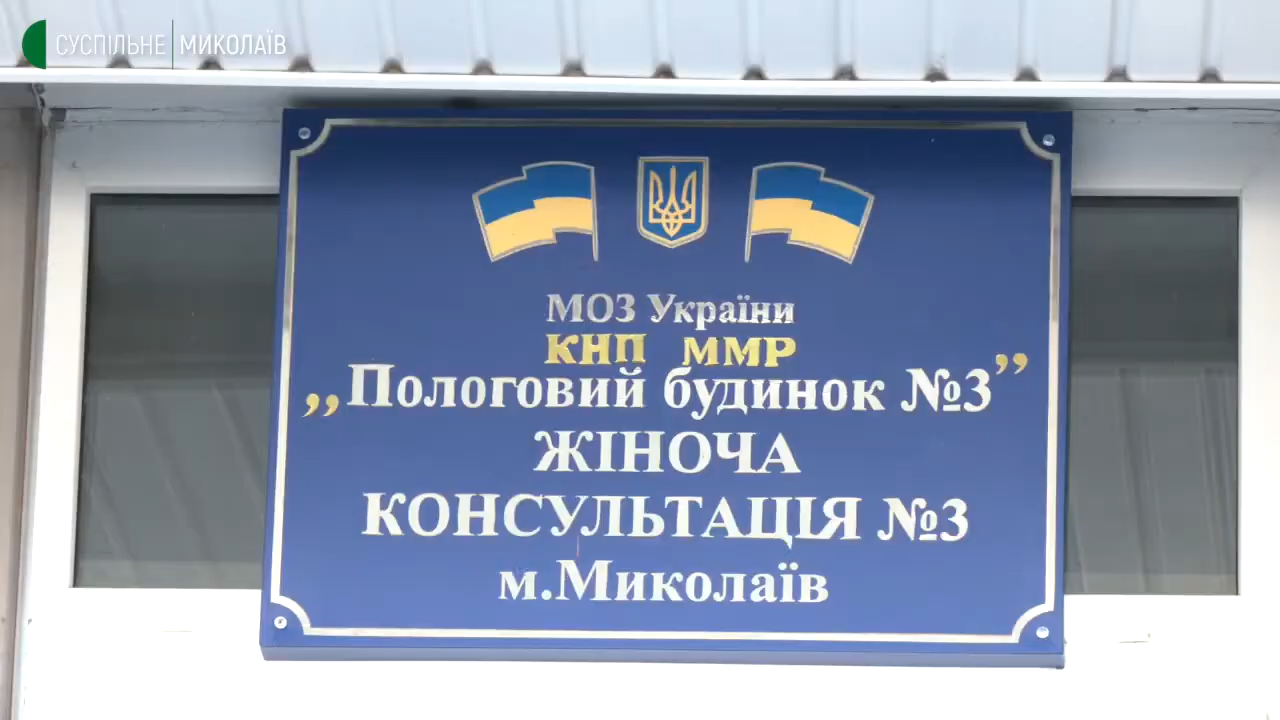 СУСПІЛЬНЕ МИКОЛАЇВ
МОЗ України
КНП ММР
„Пологовий будинок №3”
ЖІНОЧА
КОНСУЛЬТАЦІЯ №3
м.Миколаїв